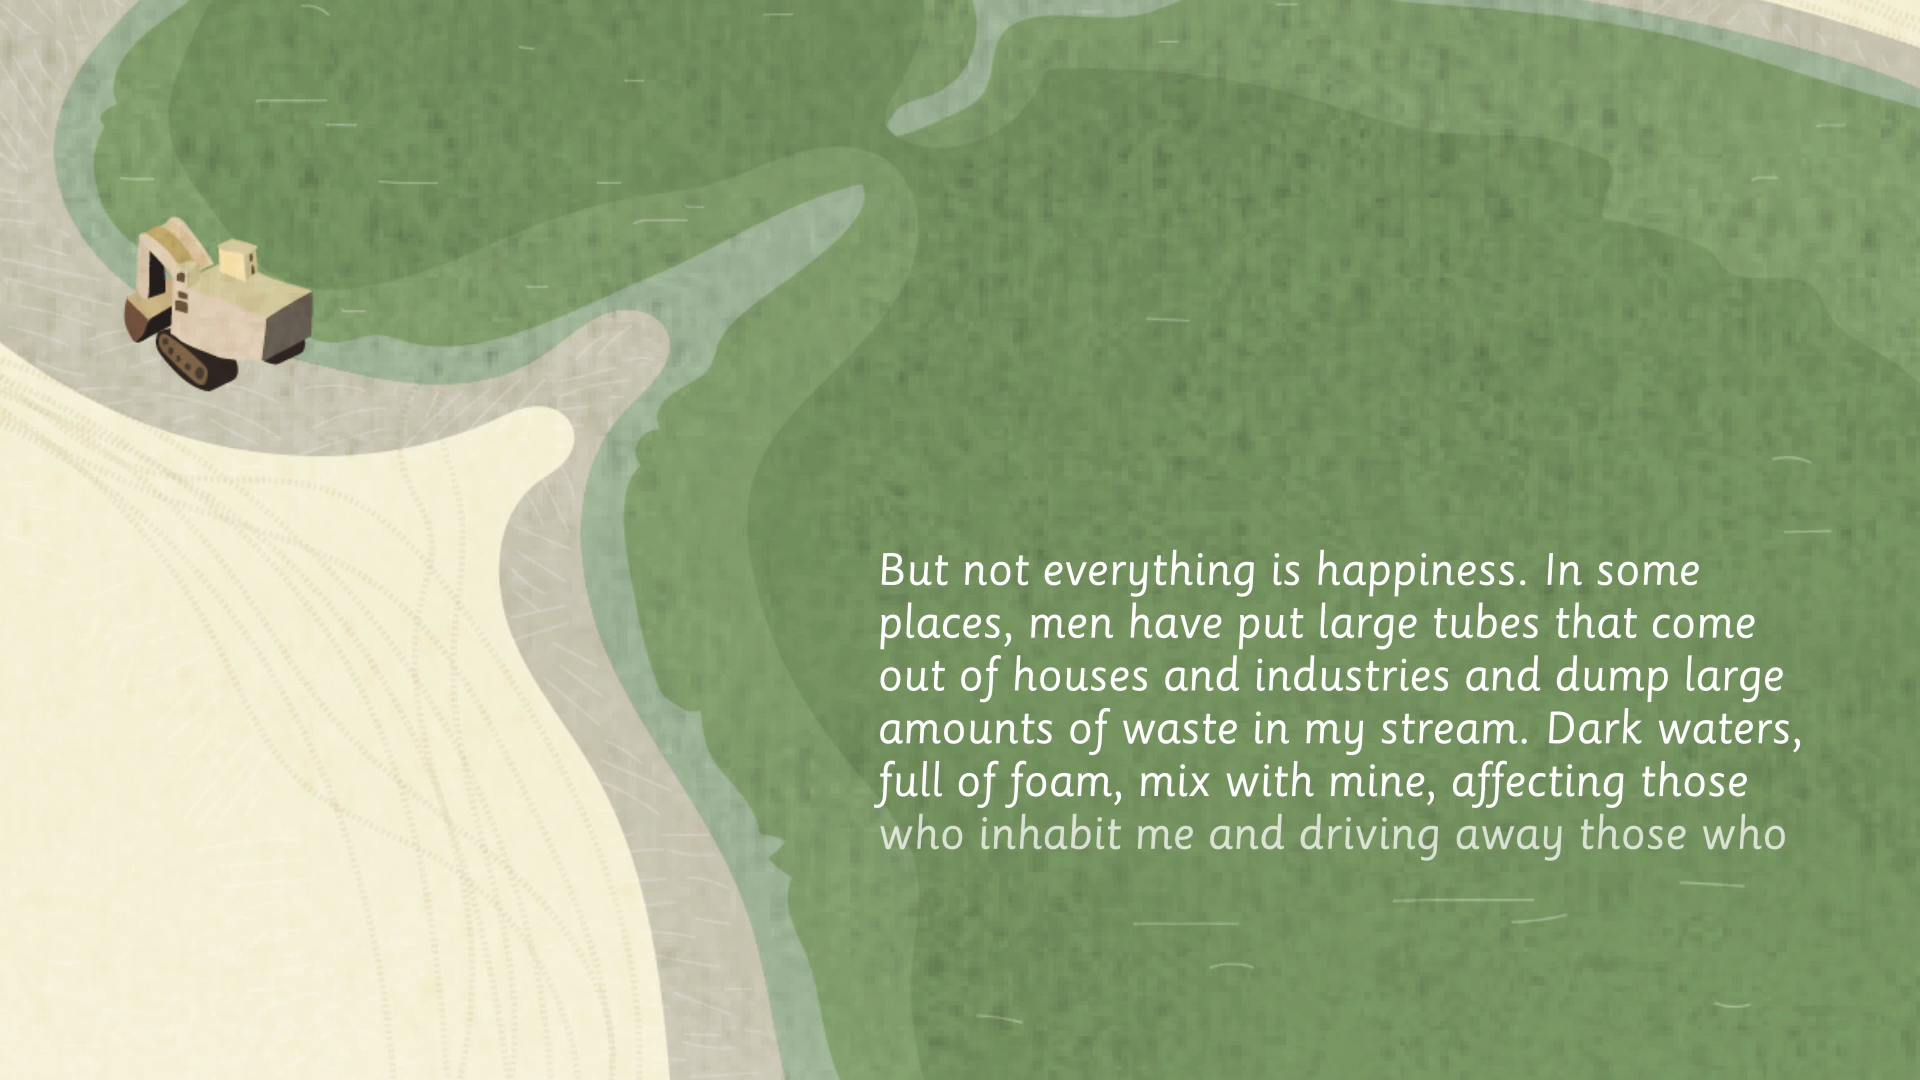 But not everything is happiness. In some
places, men have put large tubes that come
out of houses and industries and dump large
amounts of waste in my stream. Dark waters,
full of foam, mix with mine, affecting those
who inhabit me and driving away those who